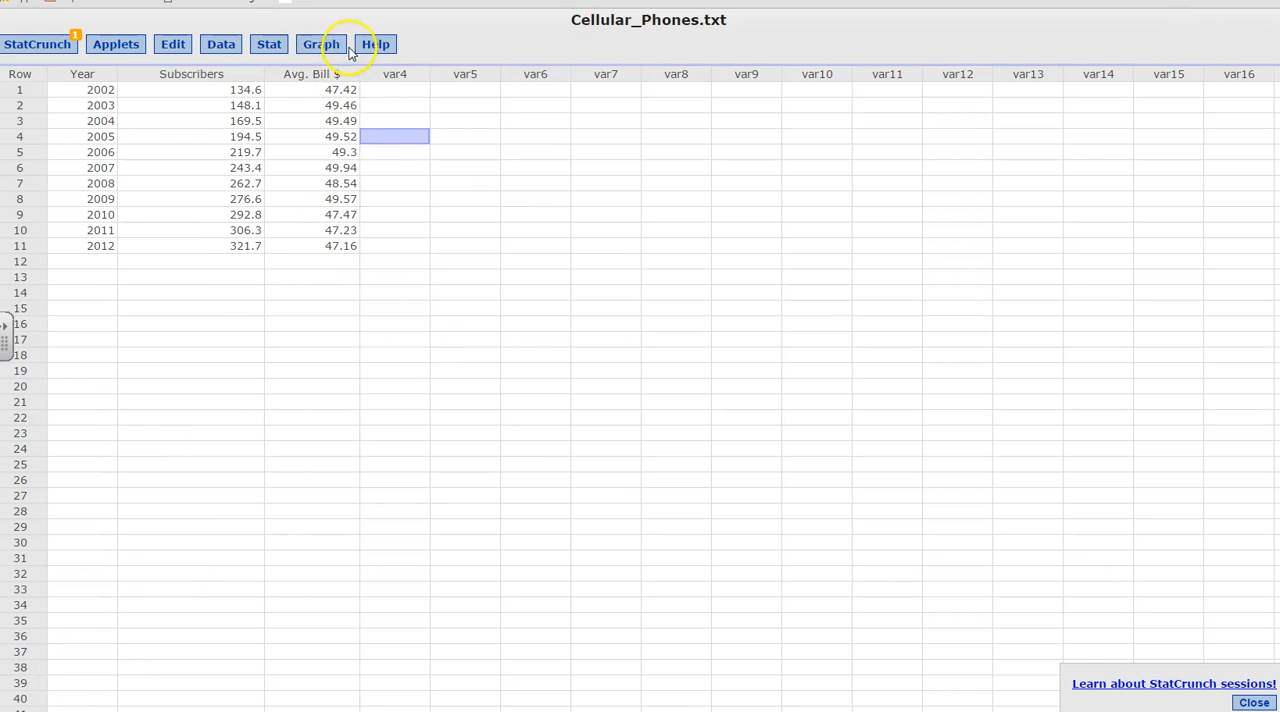 Cellular_Phones.txt
StatCrunch 1 Applets Edit Data Stat Graph Help
Row Year Subscribers Avg. Bill $ var4 var5 var6 var7 var8 var9 var10 var11 var12 var13 var14 var15 var16
1 2002 134.6 47.42
2 2003 148.1 49.46
3 2004 169.5 49.49
4 2005 194.5 49.52
5 2006 219.7 49.3
6 2007 243.4 49.94
7 2008 262.7 48.54
8 2009 276.6 49.57
9 2010 292.8 47.47
10 2011 306.3 47.23
11 2012 321.7 47.16
12
13
14
15
16
17
18
19
20
21
22
23
24
25
26
27
28
29
30
31
32
33
34
35
36
37
38
39
40
Learn about StatCrunch sessions!
Close